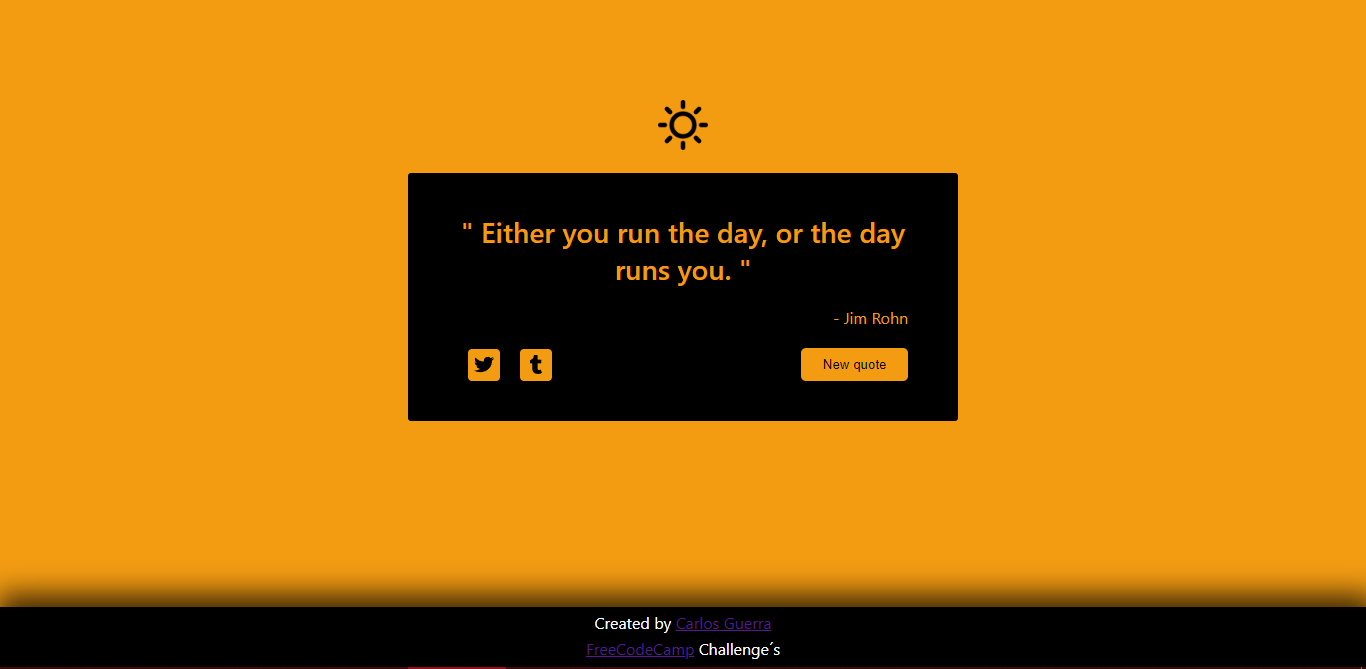 " Either you run the day, or the day
runs you. "
- Jim Rohn
New quote
Created by Carlos Guerra
FreeCodeCamp Challenge´s